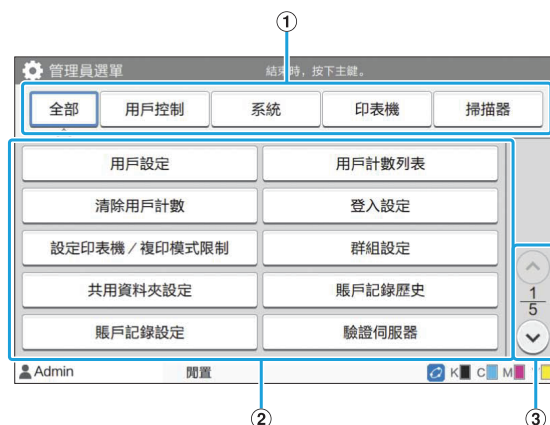 ①
管理員選單 結束時，按下主鍵。
全部 用戶控制 系統 印表機 掃描器
用戶設定 用戶計數列表
清除用戶計數 登入設定
設定印表機／複印模式限制 群組設定
共用資料夾設定 賬戶記錄歷史
賬戶記錄設定 驗證伺服器
1
5
Admin 閒置 K C M Y
② ③